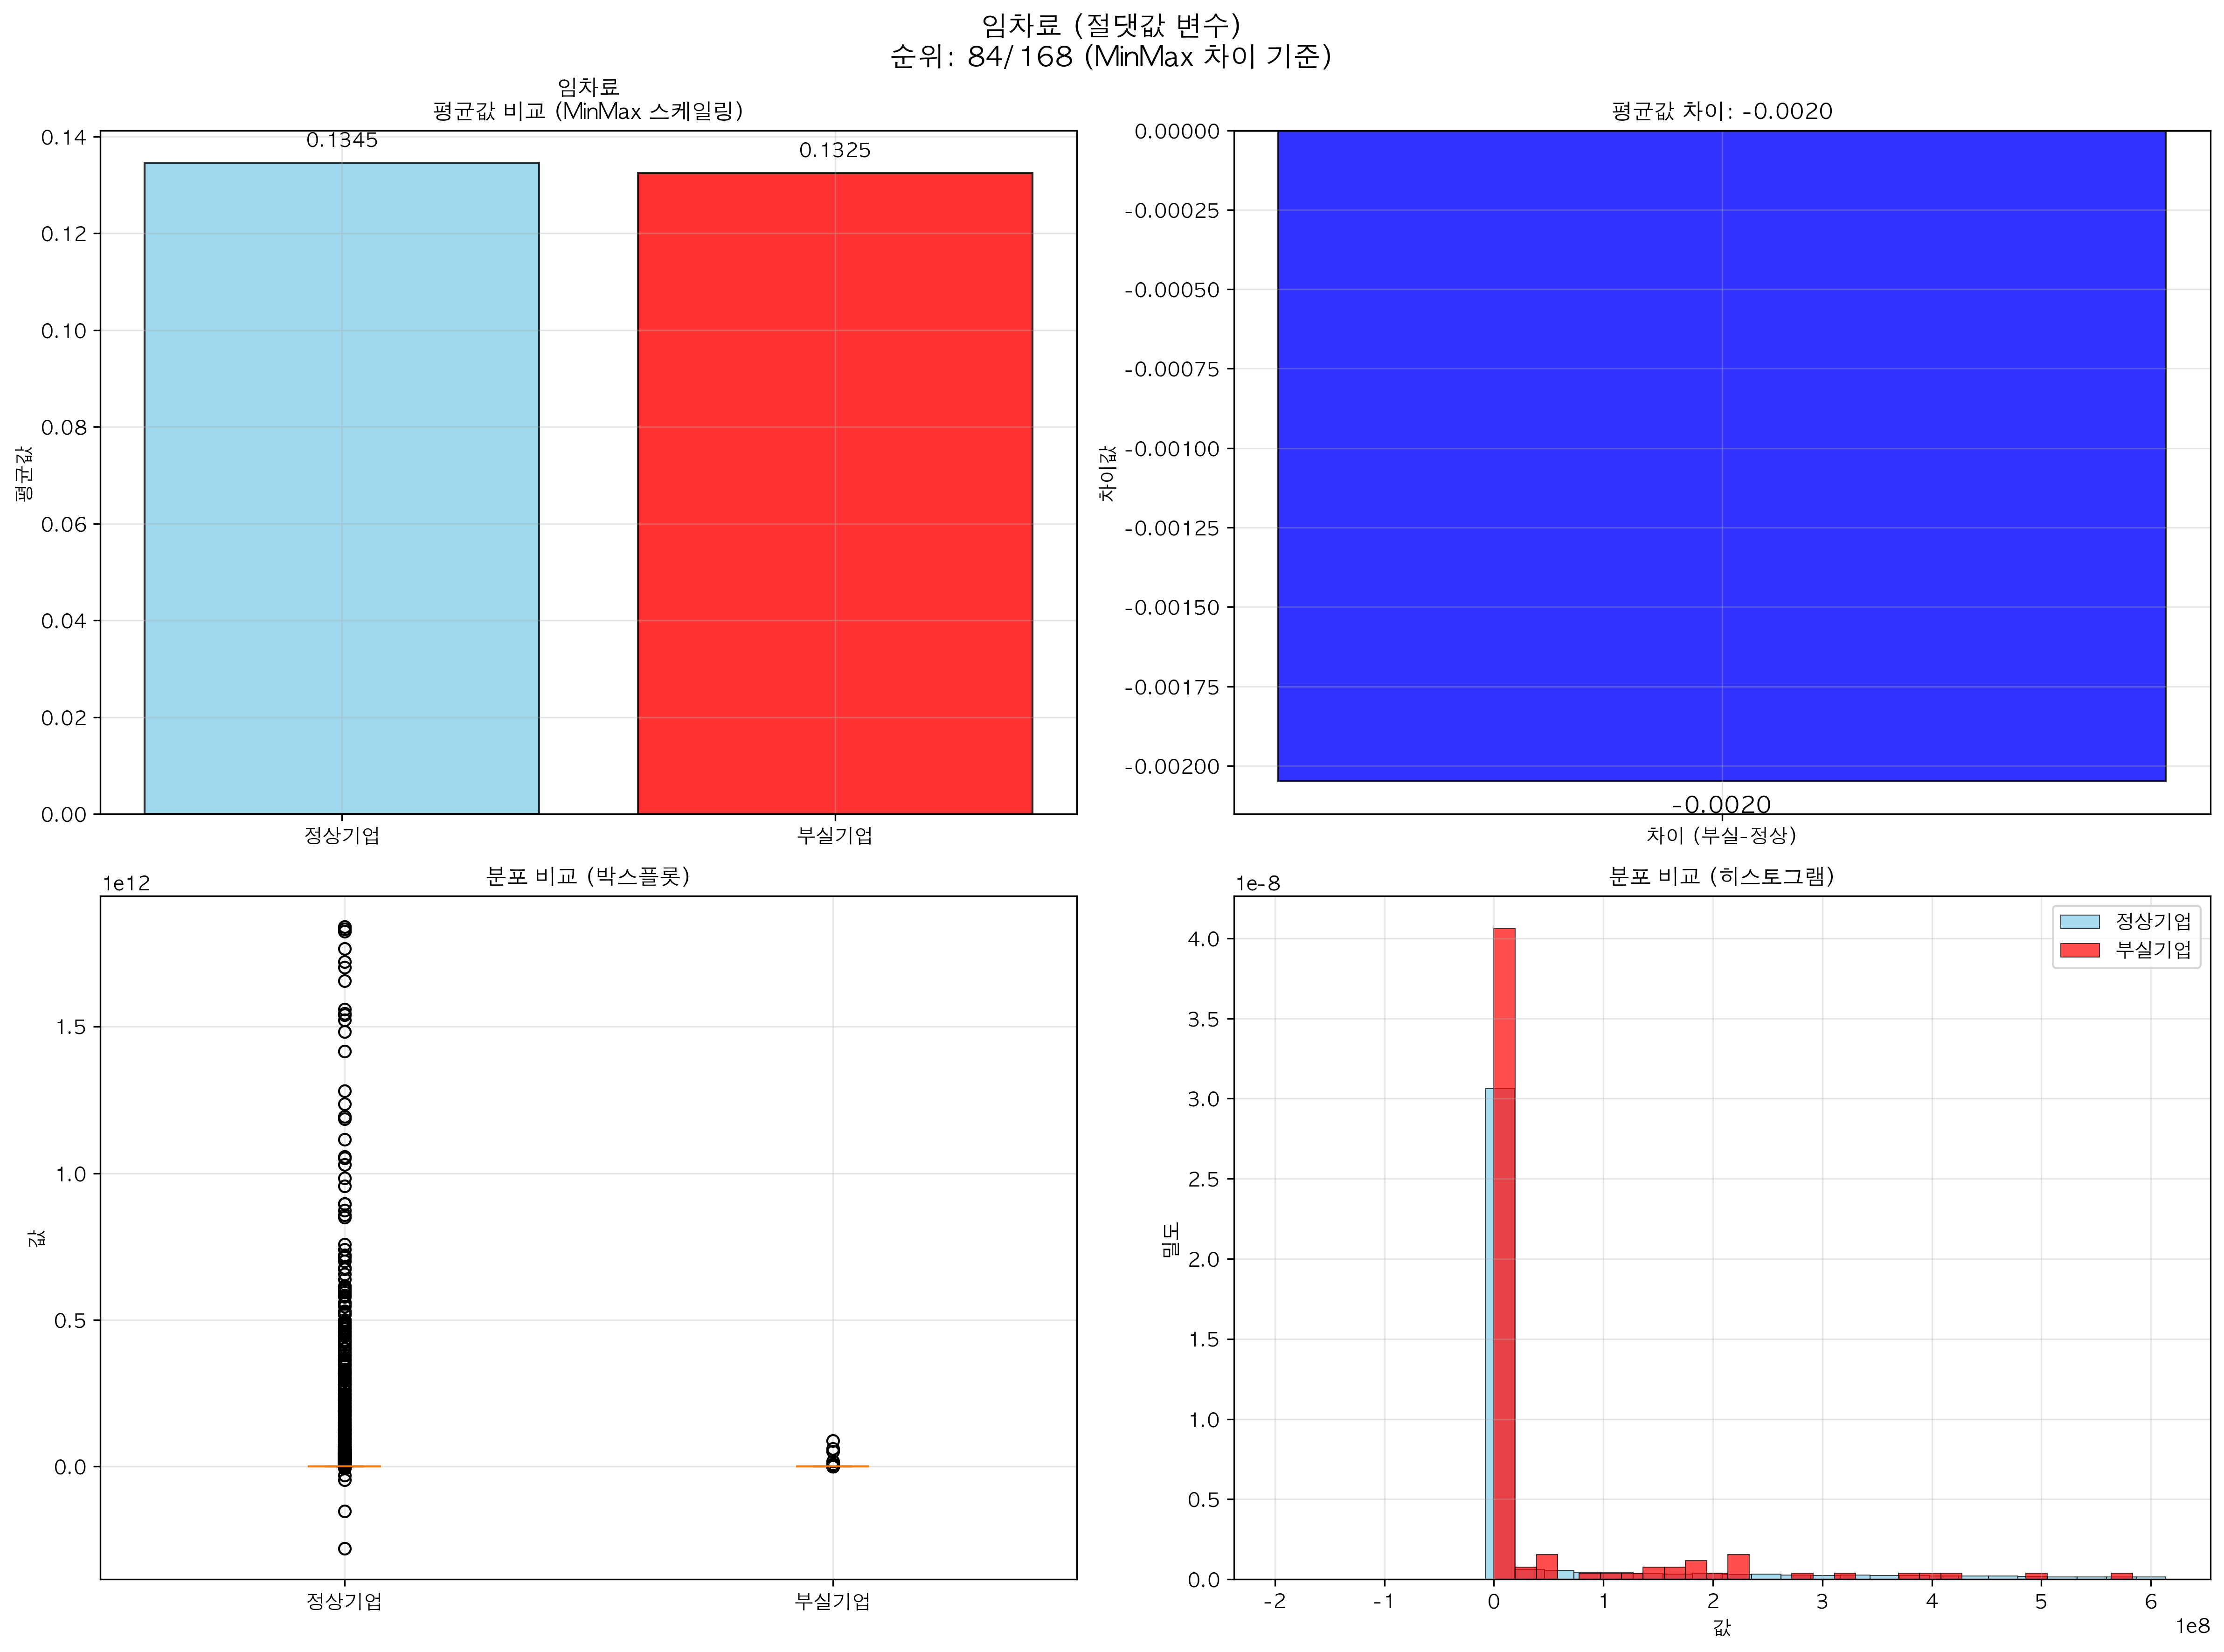 임차료 (절댓값 변수)
순위: 84/168 (MinMax 차이 기준)
임차료
평균값 비교 (MinMax 스케일링)
0.14
0.12
0.10
0.08
0.06
0.04
0.02
0.00
평균값
0.1345
0.1325
정상기업
부실기업
평균값 차이: -0.0020
0.00000
-0.00025
-0.00050
-0.00075
-0.00100
-0.00125
-0.00150
-0.00175
-0.00200
차이값
-0.0020
차이 (부실-정상)
분포 비교 (박스플롯)
1e12
1.5
1.0
0.5
0.0
값
정상기업
부실기업
분포 비교 (히스토그램)
1e-8
4.0
3.5
3.0
2.5
2.0
1.5
1.0
0.5
0.0
밀도
정상기업
부실기업
-2
-1
0
1
2
3
4
5
6
1e8
값